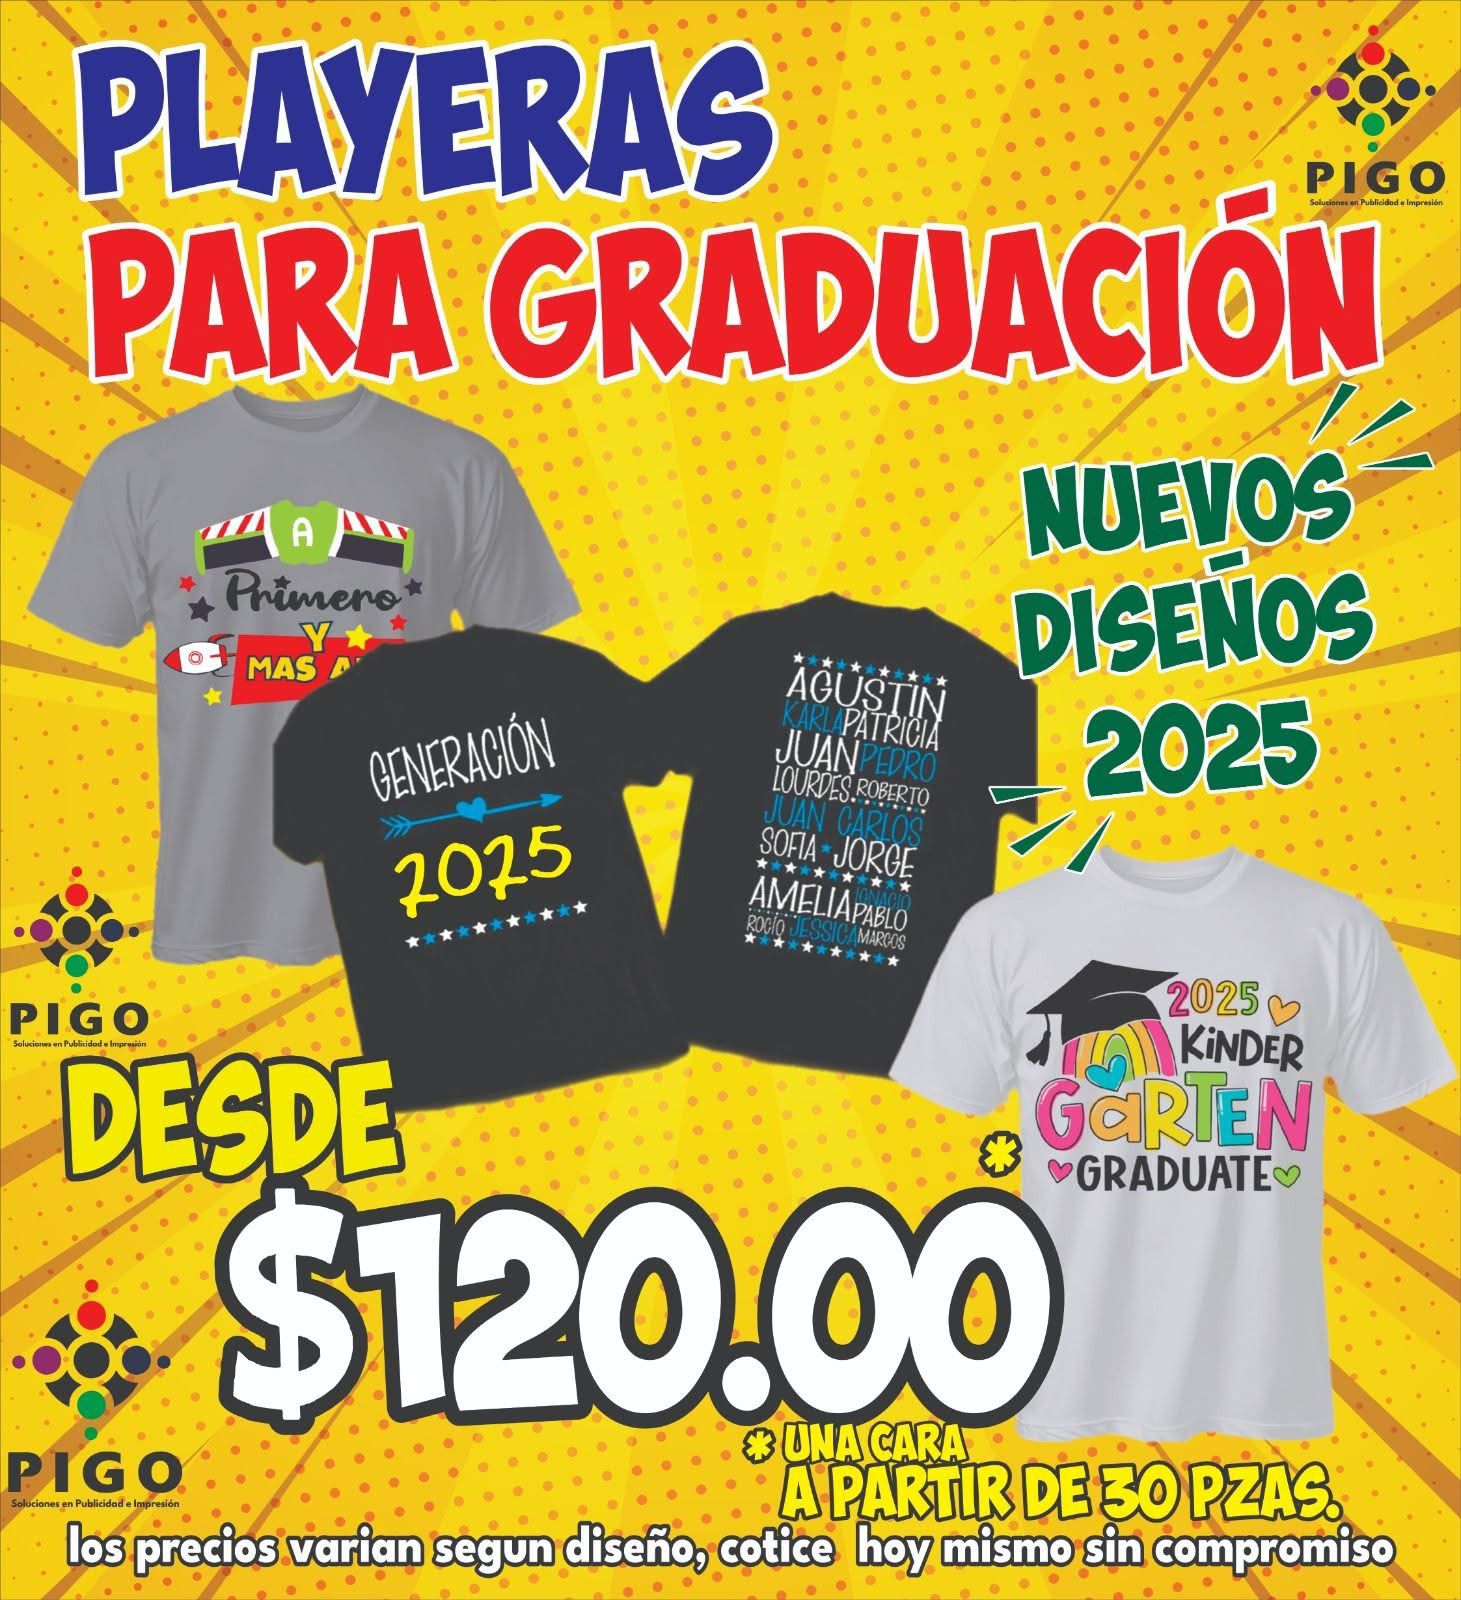 PLAYERAS
PARA GRADUACIÓN
PIGO
Soluciones en Publicidad e Impresión
NUEVOS
DISEÑOS
2025
A
Primero
Y
MAS A
GENERACIÓN
2025
AGUSTIN
KARLA PATRICIA
JUAN PEDRO
LOURDES ROBERTO
JUAN CARLOS
SOFIA JORGE
AMELIA IGNACIO PABLO
ROCÍO JESSICA MARCOS
2025
KiNDER
GaRTEN
GRADUATE
PIGO
Soluciones en Publicidad e Impresión
DESDE
$120.00*
* UNA CARA
A PARTIR DE 30 PZAS.
PIGO
Soluciones en Publicidad e Impresión
los precios varian segun diseño, cotice hoy mismo sin compromiso